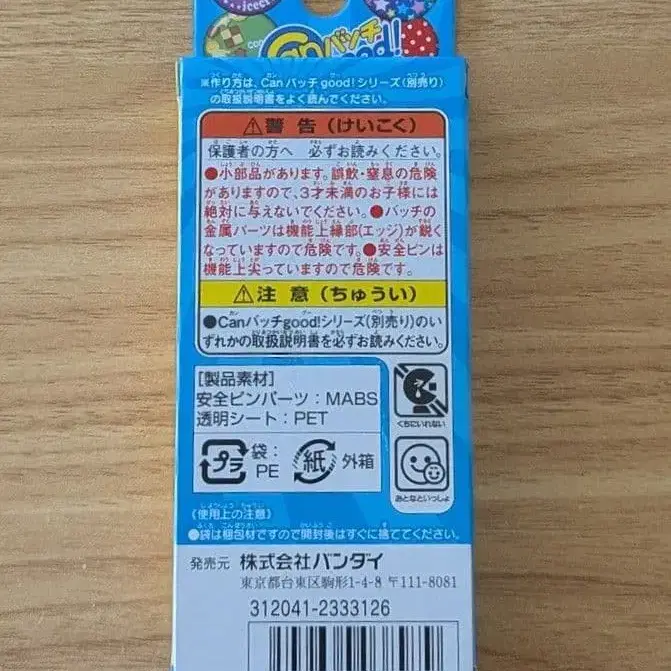 Canバッチgood!!
※作り方は、Canバッチgood!シリーズ(別売り)
の取扱説明書をよく読んでください。
⚠警 告(けいこく)
保護者の方へ 必ずお読みください。
●小部品があります。誤飲・窒息の危険
がありますので、3才未満のお子様には
絶対に与えないでください。●バッチの
金属パーツは機能上縁部(エッジ)が鋭く
なっていますので危険です。●安全ピンは
機能上尖っていますので危険です。
⚠注 意(ちゅうい)
●Canバッチgood!シリーズ(別売り)のい
ずれかの取扱説明書を必ずお読みください。
[製品素材]
安全ピンパーツ：MABS
透明シート：PET
くちにいれない
プラ 袋：PE 紙 外箱
おとなといっしょ
(使用上の注意)
●袋は梱包材ですので開封後はすぐに捨ててください。
発売元 株式会社バンダイ
東京都台東区駒形1-4-8 〒111-8081
312041-2333126